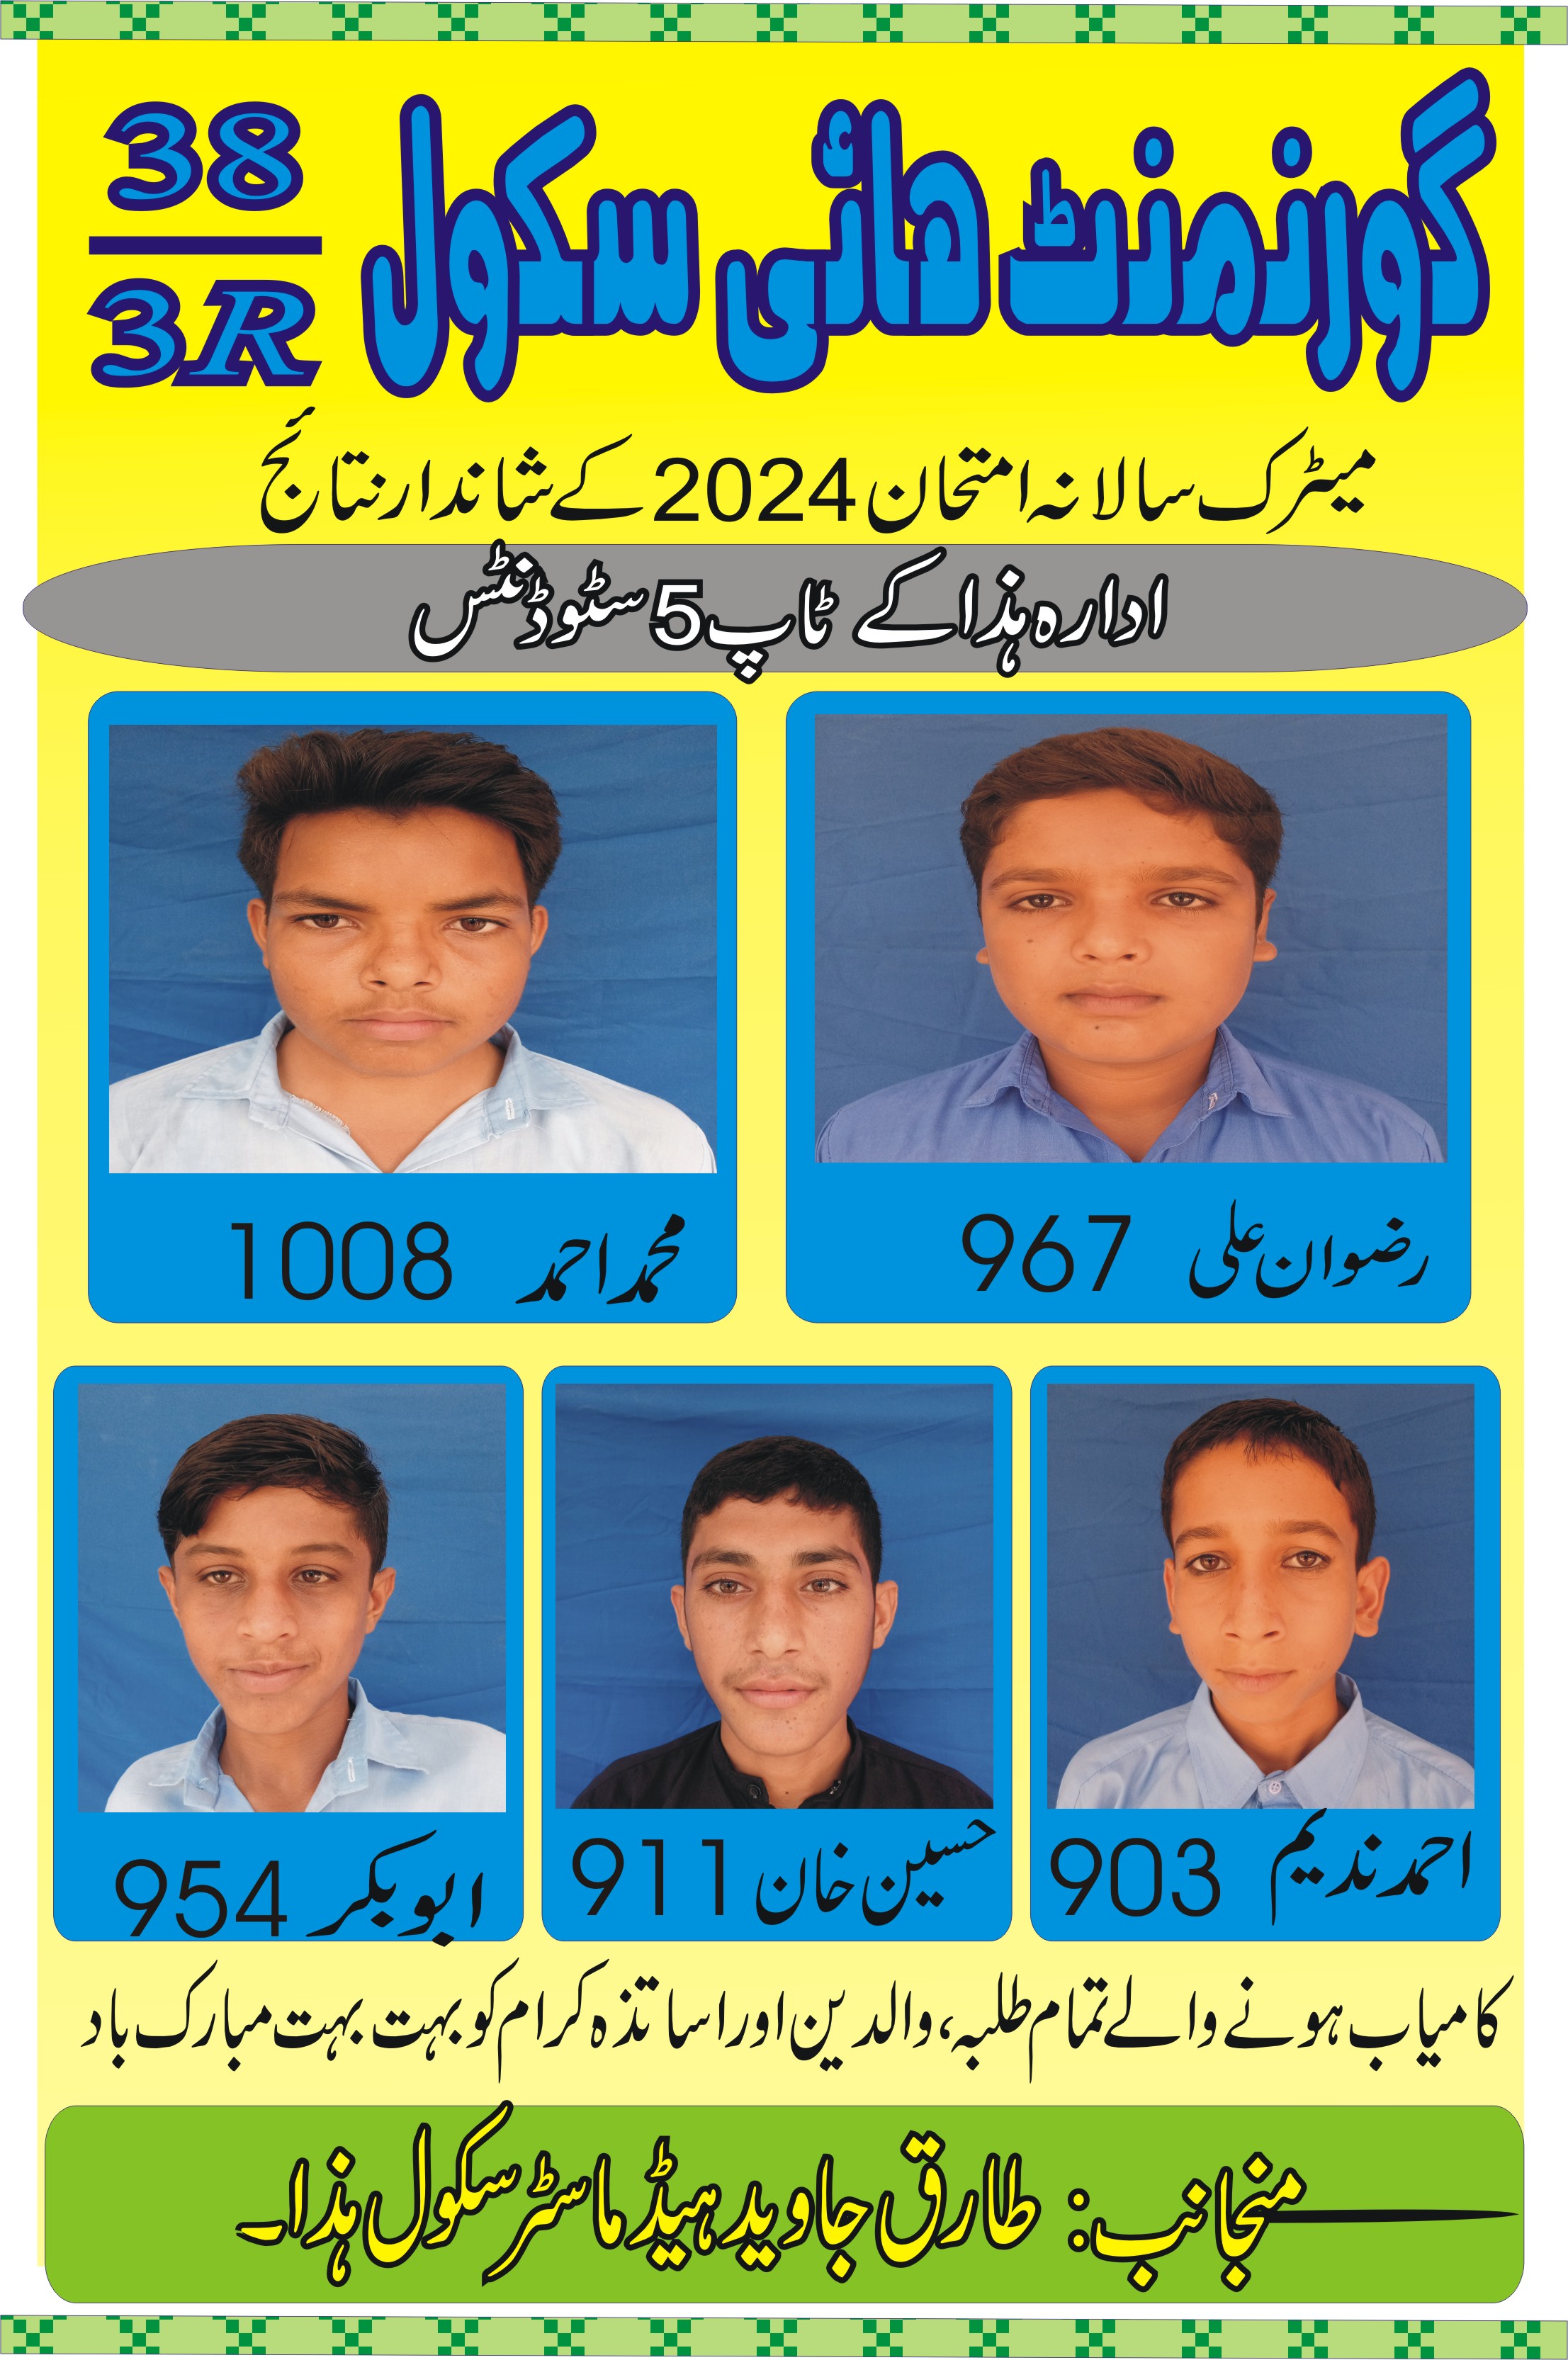 گورنمنٹ ھائی سکول 38/3R
میٹرک سالانہ امتحان 2024 کے شاندار نتائج
ادارہ ہذا کے ٹاپ 5 سٹوڈنٹس
رضوان علی 967
محمد احمد 1008
احمد ندیم 903
حسین خان 911
ابوبکر 954
کامیاب ہونے والے تمام طلبہ، والدین اور اساتذہ کرام کو بہت بہت مبارک باد
منجانب: طارق جاوید ہیڈ ماسٹر سکول ہذا۔